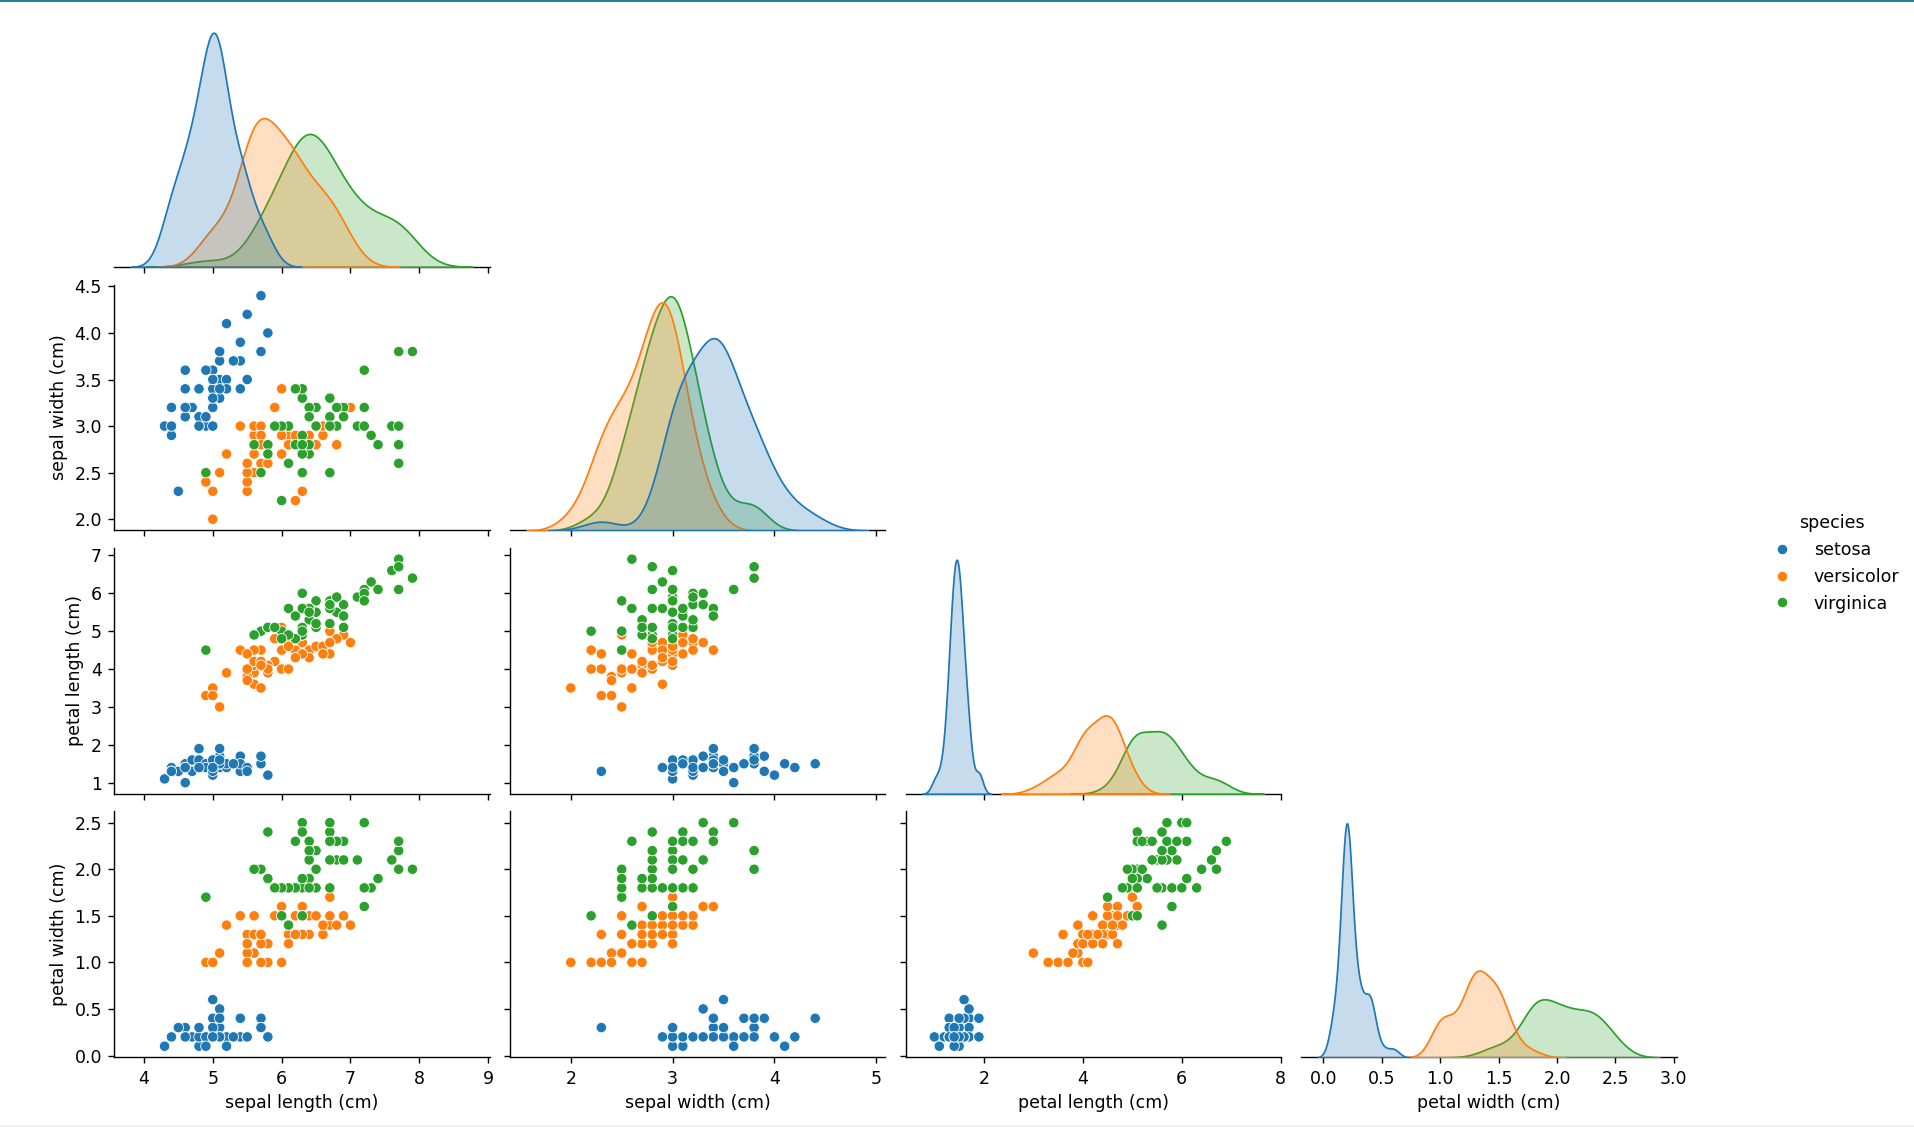 4.5
4.0
3.5
3.0
2.5
2.0
sepal width (cm)
7
6
5
4
3
2
1
petal length (cm)
species
setosa
versicolor
virginica
2.5
2.0
1.5
1.0
0.5
0.0
petal width (cm)
4 5 6 7 8 9
sepal length (cm)
2 3 4 5
sepal width (cm)
2 4 6 8
petal length (cm)
0.0 0.5 1.0 1.5 2.0 2.5 3.0
petal width (cm)